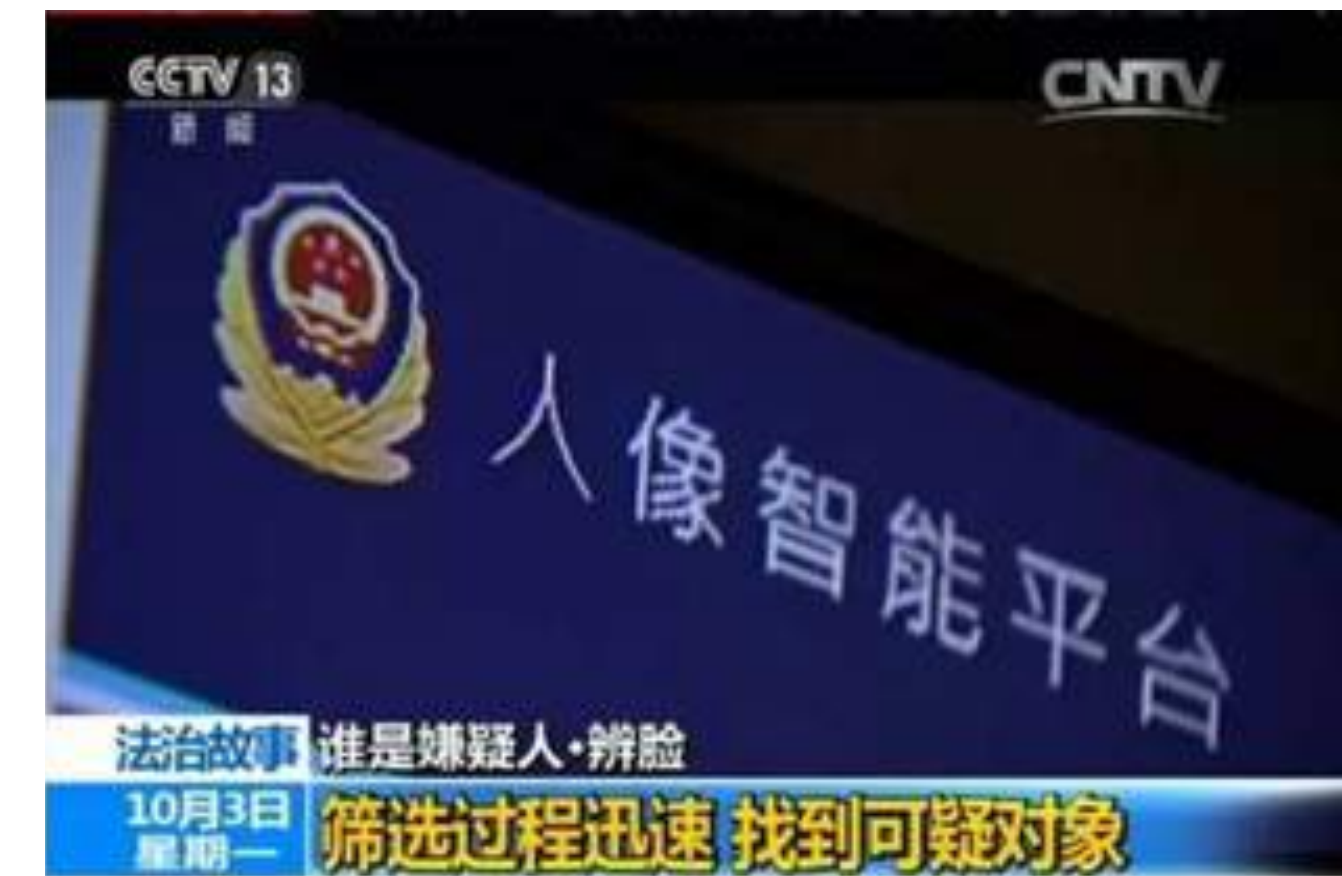 CCTV 13
新闻
CNTV
人像智能平台
法治故事
谁是嫌疑人·辨脸
10月3日
星期一
筛选过程迅速 找到可疑对象